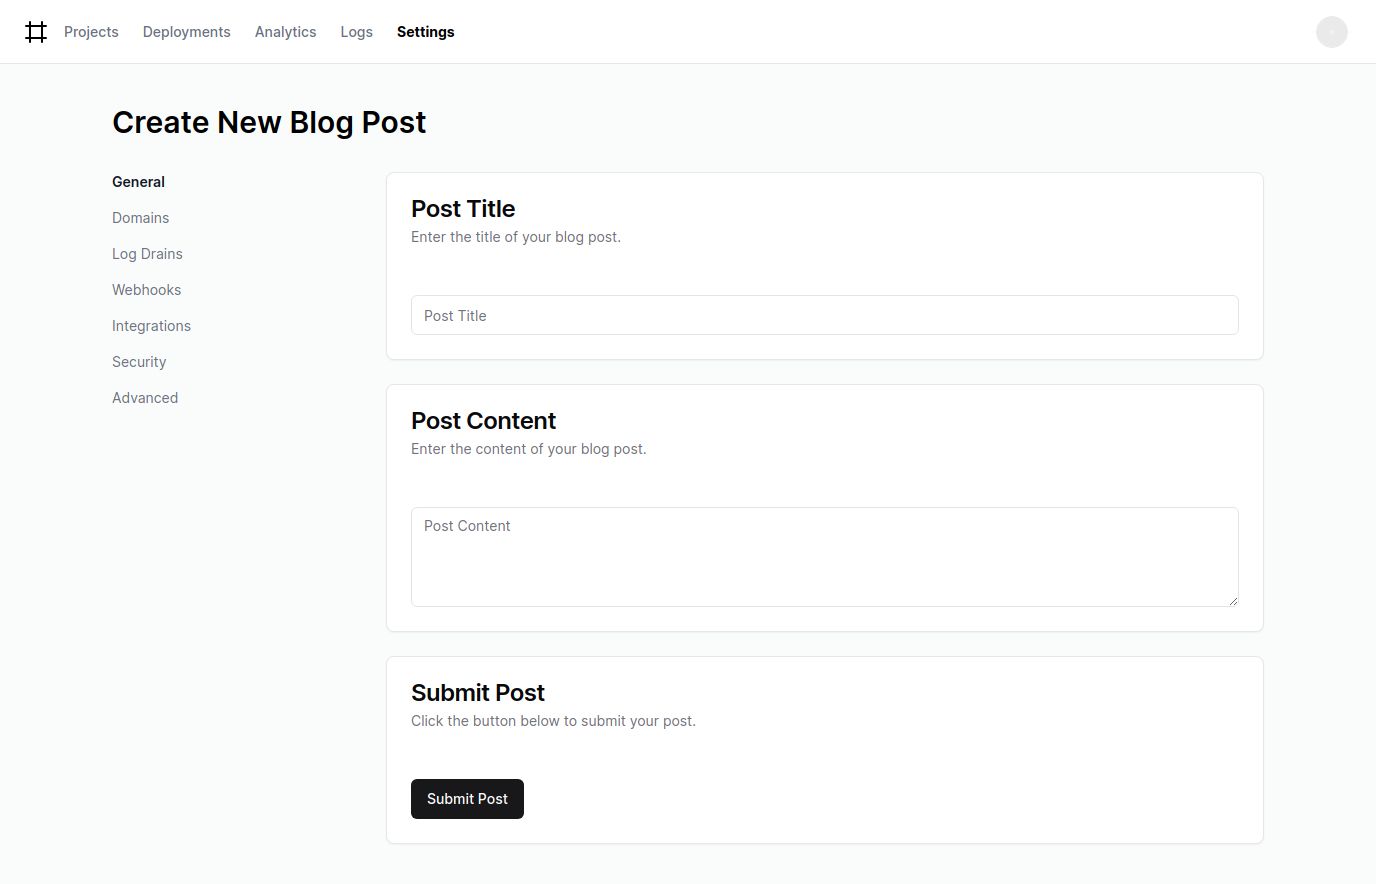 Projects Deployments Analytics Logs Settings
Create New Blog Post
General
Domains
Log Drains
Webhooks
Integrations
Security
Advanced
Post Title
Enter the title of your blog post.
Post Title
Post Content
Enter the content of your blog post.
Post Content
Submit Post
Click the button below to submit your post.
Submit Post